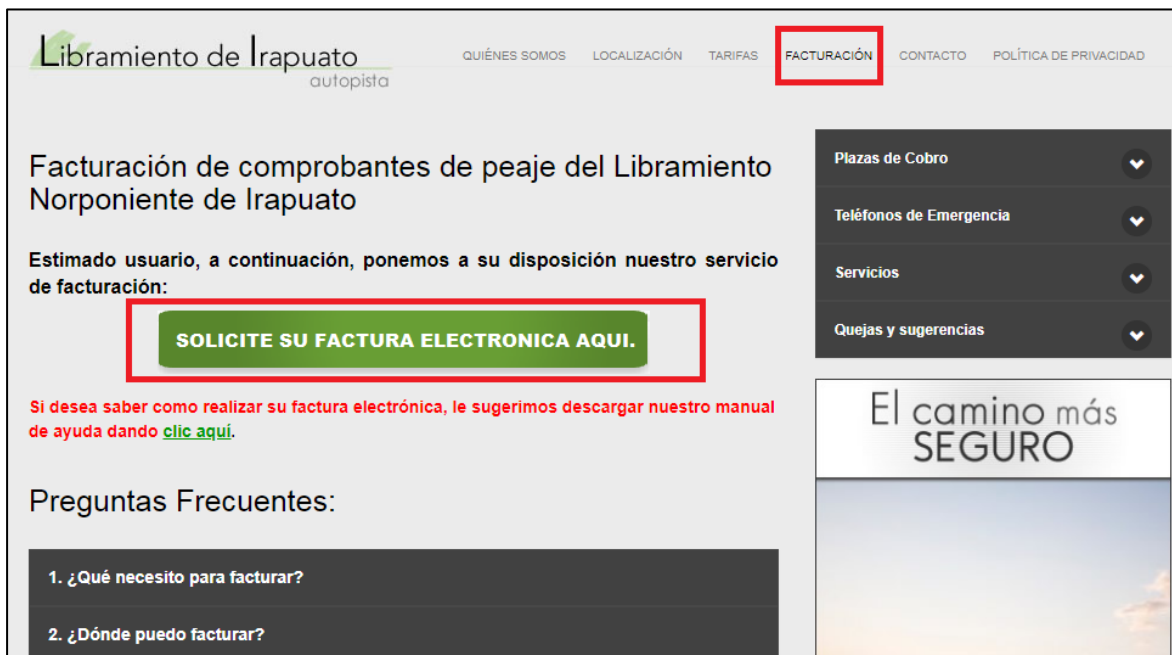 Libramiento de Irapuato
autopista
QUIÉNES SOMOS LOCALIZACIÓN TARIFAS FACTURACIÓN CONTACTO POLÍTICA DE PRIVACIDAD
Facturación de comprobantes de peaje del Libramiento
Norponiente de Irapuato
Estimado usuario, a continuación, ponemos a su disposición nuestro servicio
de facturación:
SOLICITE SU FACTURA ELECTRONICA AQUI.
Si desea saber como realizar su factura electrónica, le sugerimos descargar nuestro manual
de ayuda dando clic aquí.
Preguntas Frecuentes:
1. ¿Qué necesito para facturar?
2. ¿Dónde puedo facturar?
Plazas de Cobro
Teléfonos de Emergencia
Servicios
Quejas y sugerencias
El camino más
SEGURO